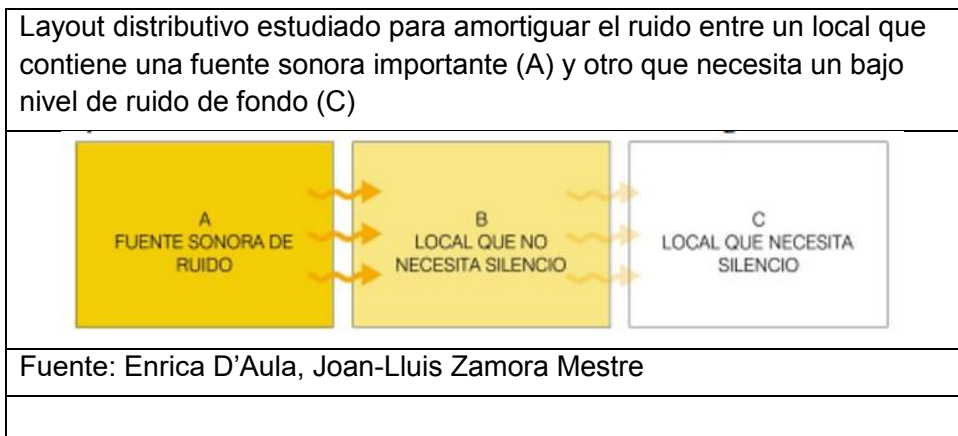 Layout distributivo estudiado para amortiguar el ruido entre un local que
contiene una fuente sonora importante (A) y otro que necesita un bajo
nivel de ruido de fondo (C)
A
FUENTE SONORA DE
RUIDO
B
LOCAL QUE NO
NECESITA SILENCIO
C
LOCAL QUE NECESITA
SILENCIO
Fuente: Enrica D’Aula, Joan-Lluis Zamora Mestre